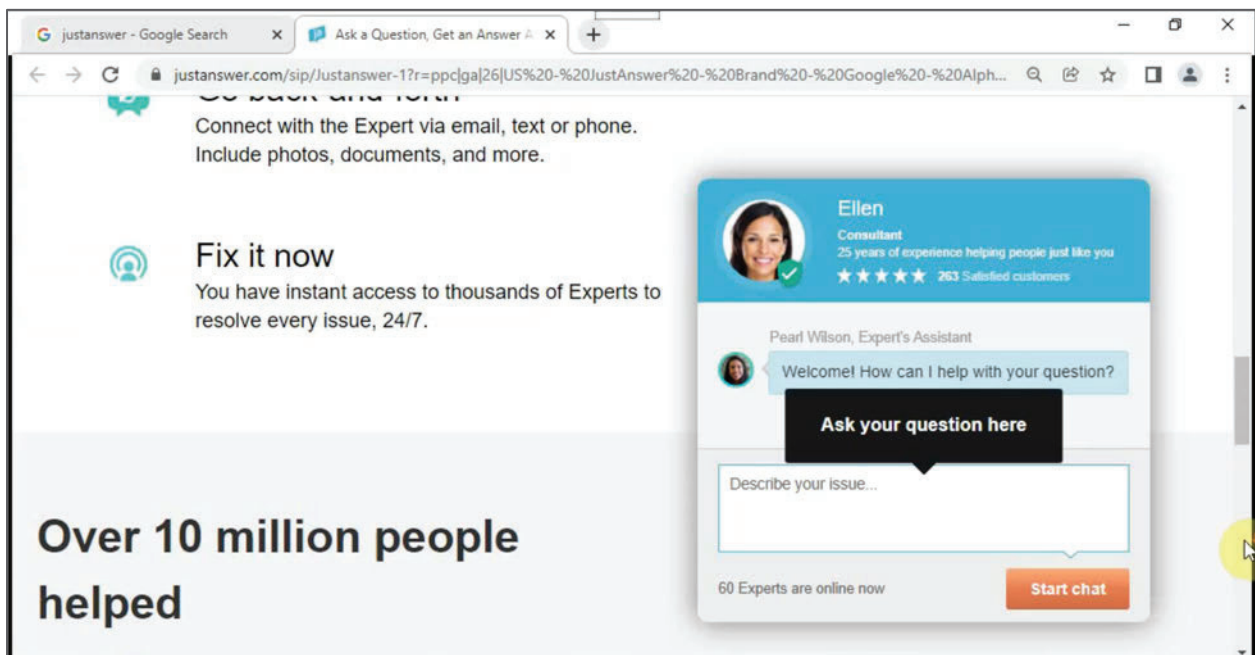 justanswer - Google Search
Ask a Question, Get an Answer A
justanswer.com/sip/Justanswer-1?r=ppc|ga|26|US%20-%20JustAnswer%20-%20Brand%20-%20Google%20-%20Alph...
Go back-and-forth
Connect with the Expert via email, text or phone.
Include photos, documents, and more.
Fix it now
You have instant access to thousands of Experts to
resolve every issue, 24/7.
Over 10 million people
helped
Ellen
Consultant
25 years of experience helping people just like you
263 Satisfied customers
Pearl Wilson, Expert's Assistant
Welcome! How can I help with your question?
Ask your question here
Describe your issue...
60 Experts are online now
Start chat